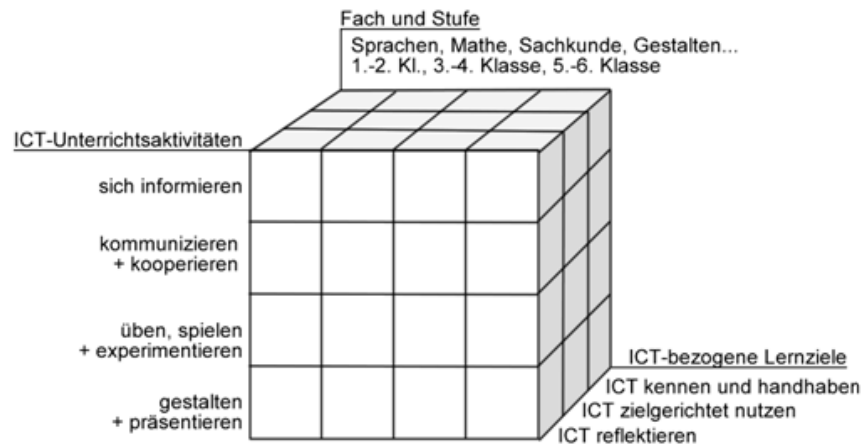 Fach und Stufe
Sprachen, Mathe, Sachkunde, Gestalten...
1.-2. Kl., 3.-4. Klasse, 5.-6. Klasse
ICT-Unterrichtsaktivitäten
sich informieren
kommunizieren
+ kooperieren
üben, spielen
+ experimentieren
gestalten
+ präsentieren
ICT-bezogene Lernziele
ICT kennen und handhaben
ICT zielgerichtet nutzen
ICT reflektieren